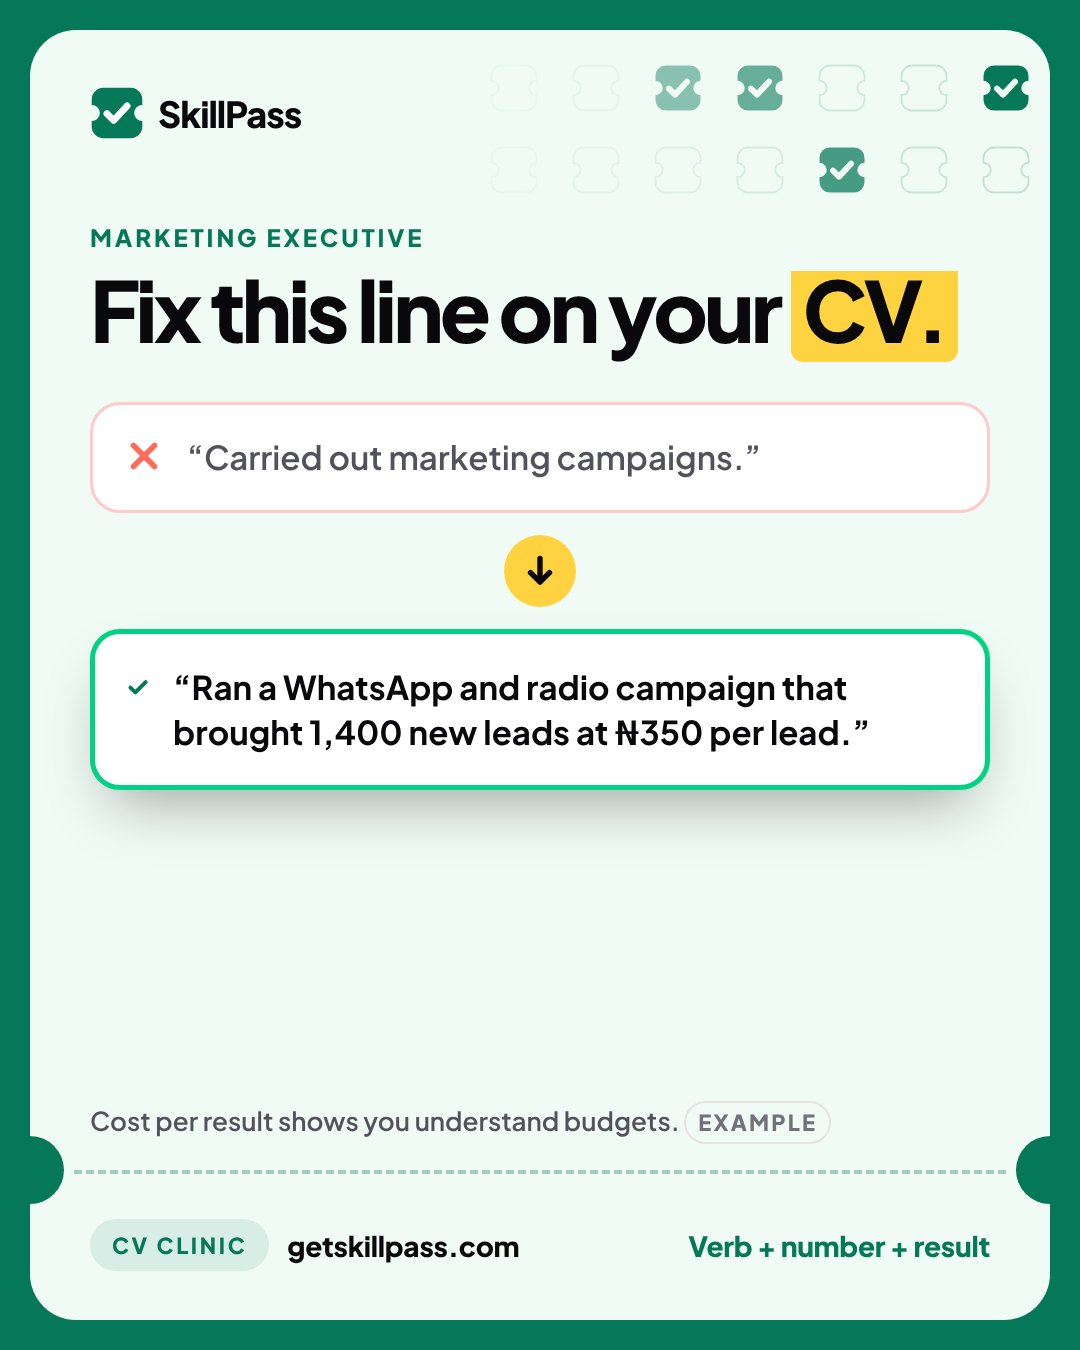 SkillPass
MARKETING EXECUTIVE
Fix this line on your CV.
“Carried out marketing campaigns.”
“Ran a WhatsApp and radio campaign that
brought 1,400 new leads at ₦350 per lead.”
Cost per result shows you understand budgets. EXAMPLE
CV CLINIC getskillpass.com Verb + number + result